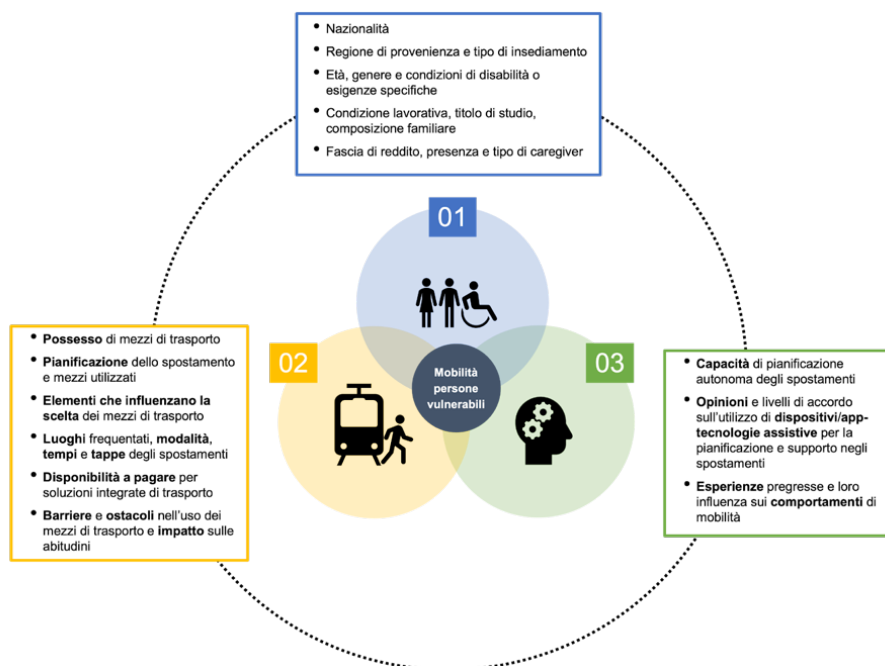 • Nazionalità
• Regione di provenienza e tipo di insediamento
• Età, genere e condizioni di disabilità o
esigenze specifiche
• Condizione lavorativa, titolo di studio,
composizione familiare
• Fascia di reddito, presenza e tipo di caregiver
01
02
03
Mobilità
persone
vulnerabili
• Possesso di mezzi di trasporto
• Pianificazione dello spostamento
e mezzi utilizzati
• Elementi che influenzano la
scelta dei mezzi di trasporto
• Luoghi frequentati, modalità,
tempi e tappe degli spostamenti
• Disponibilità a pagare per
soluzioni integrate di trasporto
• Barriere e ostacoli nell'uso dei
mezzi di trasporto e impatto sulle
abitudini
• Capacità di pianificazione
autonoma degli spostamenti
• Opinioni e livelli di accordo
sull'utilizzo di dispositivi/app-
tecnologie assistive per la
pianificazione e supporto negli
spostamenti
• Esperienze pregresse e loro
influenza sui comportamenti di
mobilità